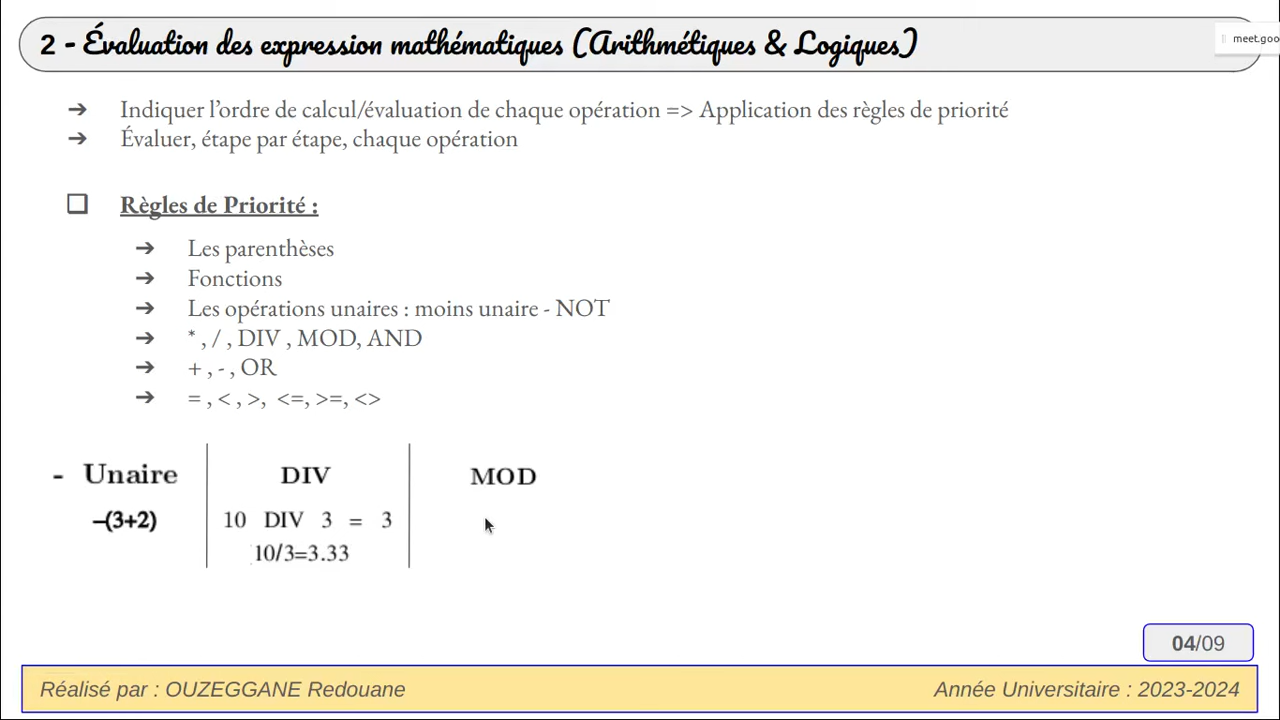 2 - Évaluation des expression mathématiques (Arithmétiques & Logiques)
meet.goo
➔ Indiquer l’ordre de calcul/évaluation de chaque opération => Application des règles de priorité
➔ Évaluer, étape par étape, chaque opération
❏ Règles de Priorité :
➔ Les parenthèses
➔ Fonctions
➔ Les opérations unaires : moins unaire - NOT
➔ * , / , DIV , MOD, AND
➔ + , - , OR
➔ = , < , >, <=, >=, <>
- Unaire DIV MOD
–(3+2) 10 DIV 3 = 3
10/3=3.33
04/09
Réalisé par : OUZEGGANE Redouane Année Universitaire : 2023-2024